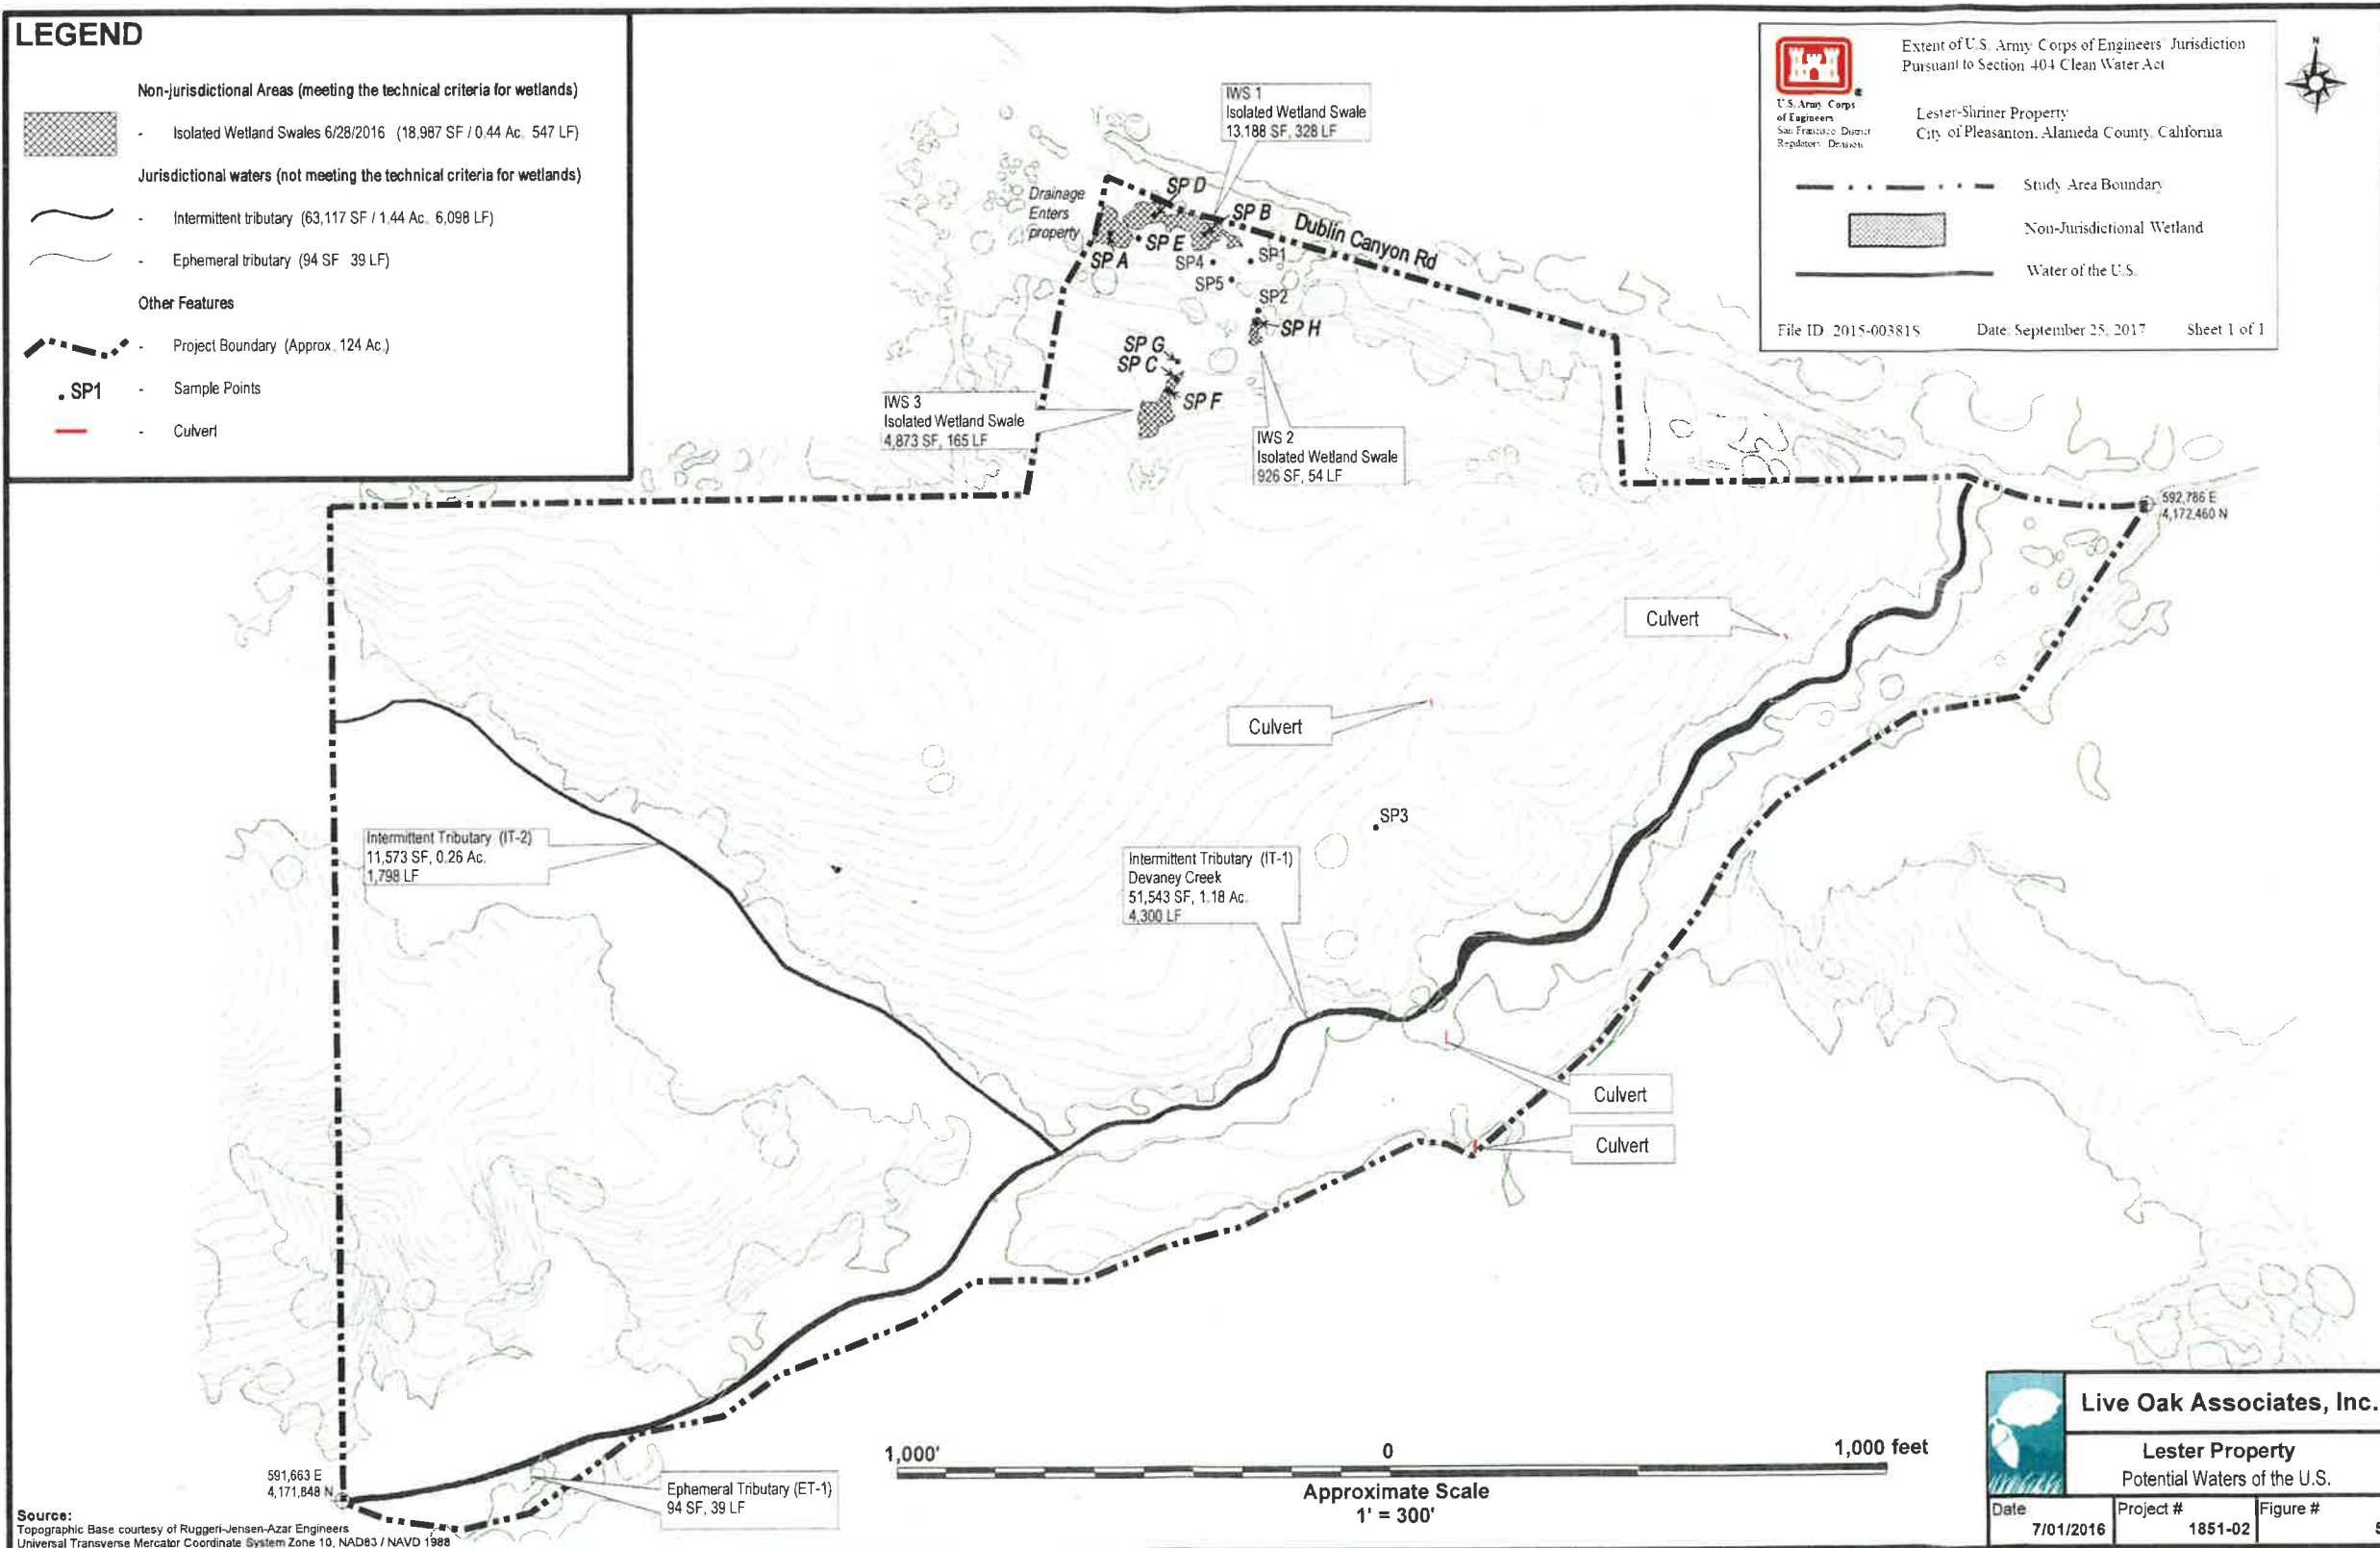 LEGEND
Non-jurisdictional Areas (meeting the technical criteria for wetlands)
- Isolated Wetland Swales 6/28/2016 (18,987 SF / 0.44 Ac. 547 LF)
Jurisdictional waters (not meeting the technical criteria for wetlands)
- Intermittent tributary (63,117 SF / 1.44 Ac. 6,098 LF)
- Ephemeral tributary (94 SF 39 LF)
Other Features
- Project Boundary (Approx. 124 Ac.)
. SP1 - Sample Points
- Culvert
U.S. Army Corps
of Engineers
San Francisco District
Regulatory Division
Extent of U.S. Army Corps of Engineers' Jurisdiction
Pursuant to Section 404 Clean Water Act
Lester-Shriner Property
City of Pleasanton, Alameda County, California
Study Area Boundary
Non-Jurisdictional Wetland
Water of the U.S.
File ID 2015-00381S Date: September 25, 2017 Sheet 1 of 1
N
IWS 1
Isolated Wetland Swale
13,188 SF, 328 LF
Drainage
Enters
property
SP D
SP B
Dublin Canyon Rd
SP E
SP A
SP4
SP1
SP5
SP2
SP H
SP G
SP C
SP F
IWS 3
Isolated Wetland Swale
4,873 SF, 165 LF
IWS 2
Isolated Wetland Swale
926 SF, 54 LF
592,786 E
4,172,460 N
Culvert
Culvert
SP3
Intermittent Tributary (IT-2)
11,573 SF, 0.26 Ac.
1,798 LF
Intermittent Tributary (IT-1)
Devaney Creek
51,543 SF, 1.18 Ac.
4,300 LF
Culvert
Culvert
591,663 E
4,171,848 N
Ephemeral Tributary (ET-1)
94 SF, 39 LF
1,000' 0 1,000 feet
Approximate Scale
1' = 300'
Source:
Topographic Base courtesy of Ruggeri-Jensen-Azar Engineers
Universal Transverse Mercator Coordinate System Zone 10, NAD83 / NAVD 1988
Live Oak Associates, Inc.
Lester Property
Potential Waters of the U.S.
Date Project # Figure #
7/01/2016 1851-02 5